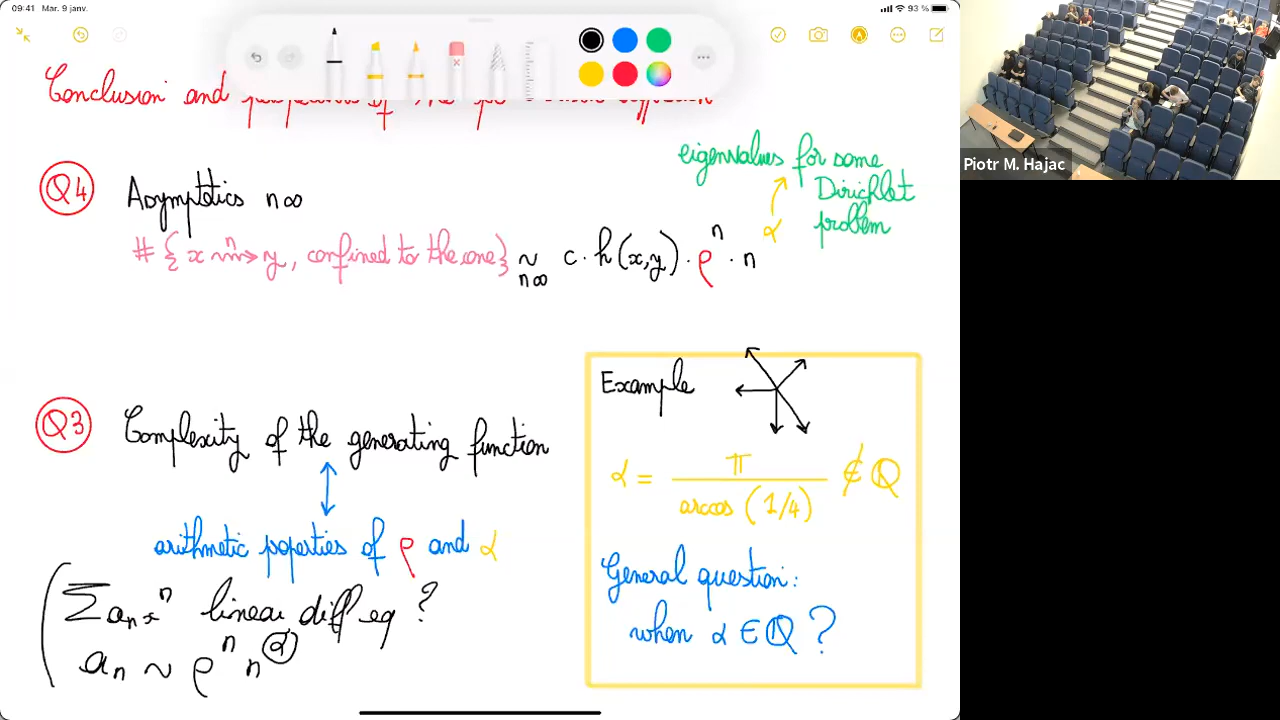 09:41 Mar. 9 janv.
93 %
Conclusion and
Piotr M. Hajac
eigenvalues for some
Dirichlet
problem
Q4 Asymptotics n∞
α
# {x ⟿ⁿ y, confined to the cone} ∼ c · h(x,y) · ρⁿ · n
n∞
Example
Q3 Complexity of the generating function
α = π / arccos (1/4) ∉ ℚ
arithmetic properties of ρ and α
General question:
when α ∈ ℚ ?
( Σ aₙxⁿ linear diff eq ?
aₙ ∼ ρⁿ n^α